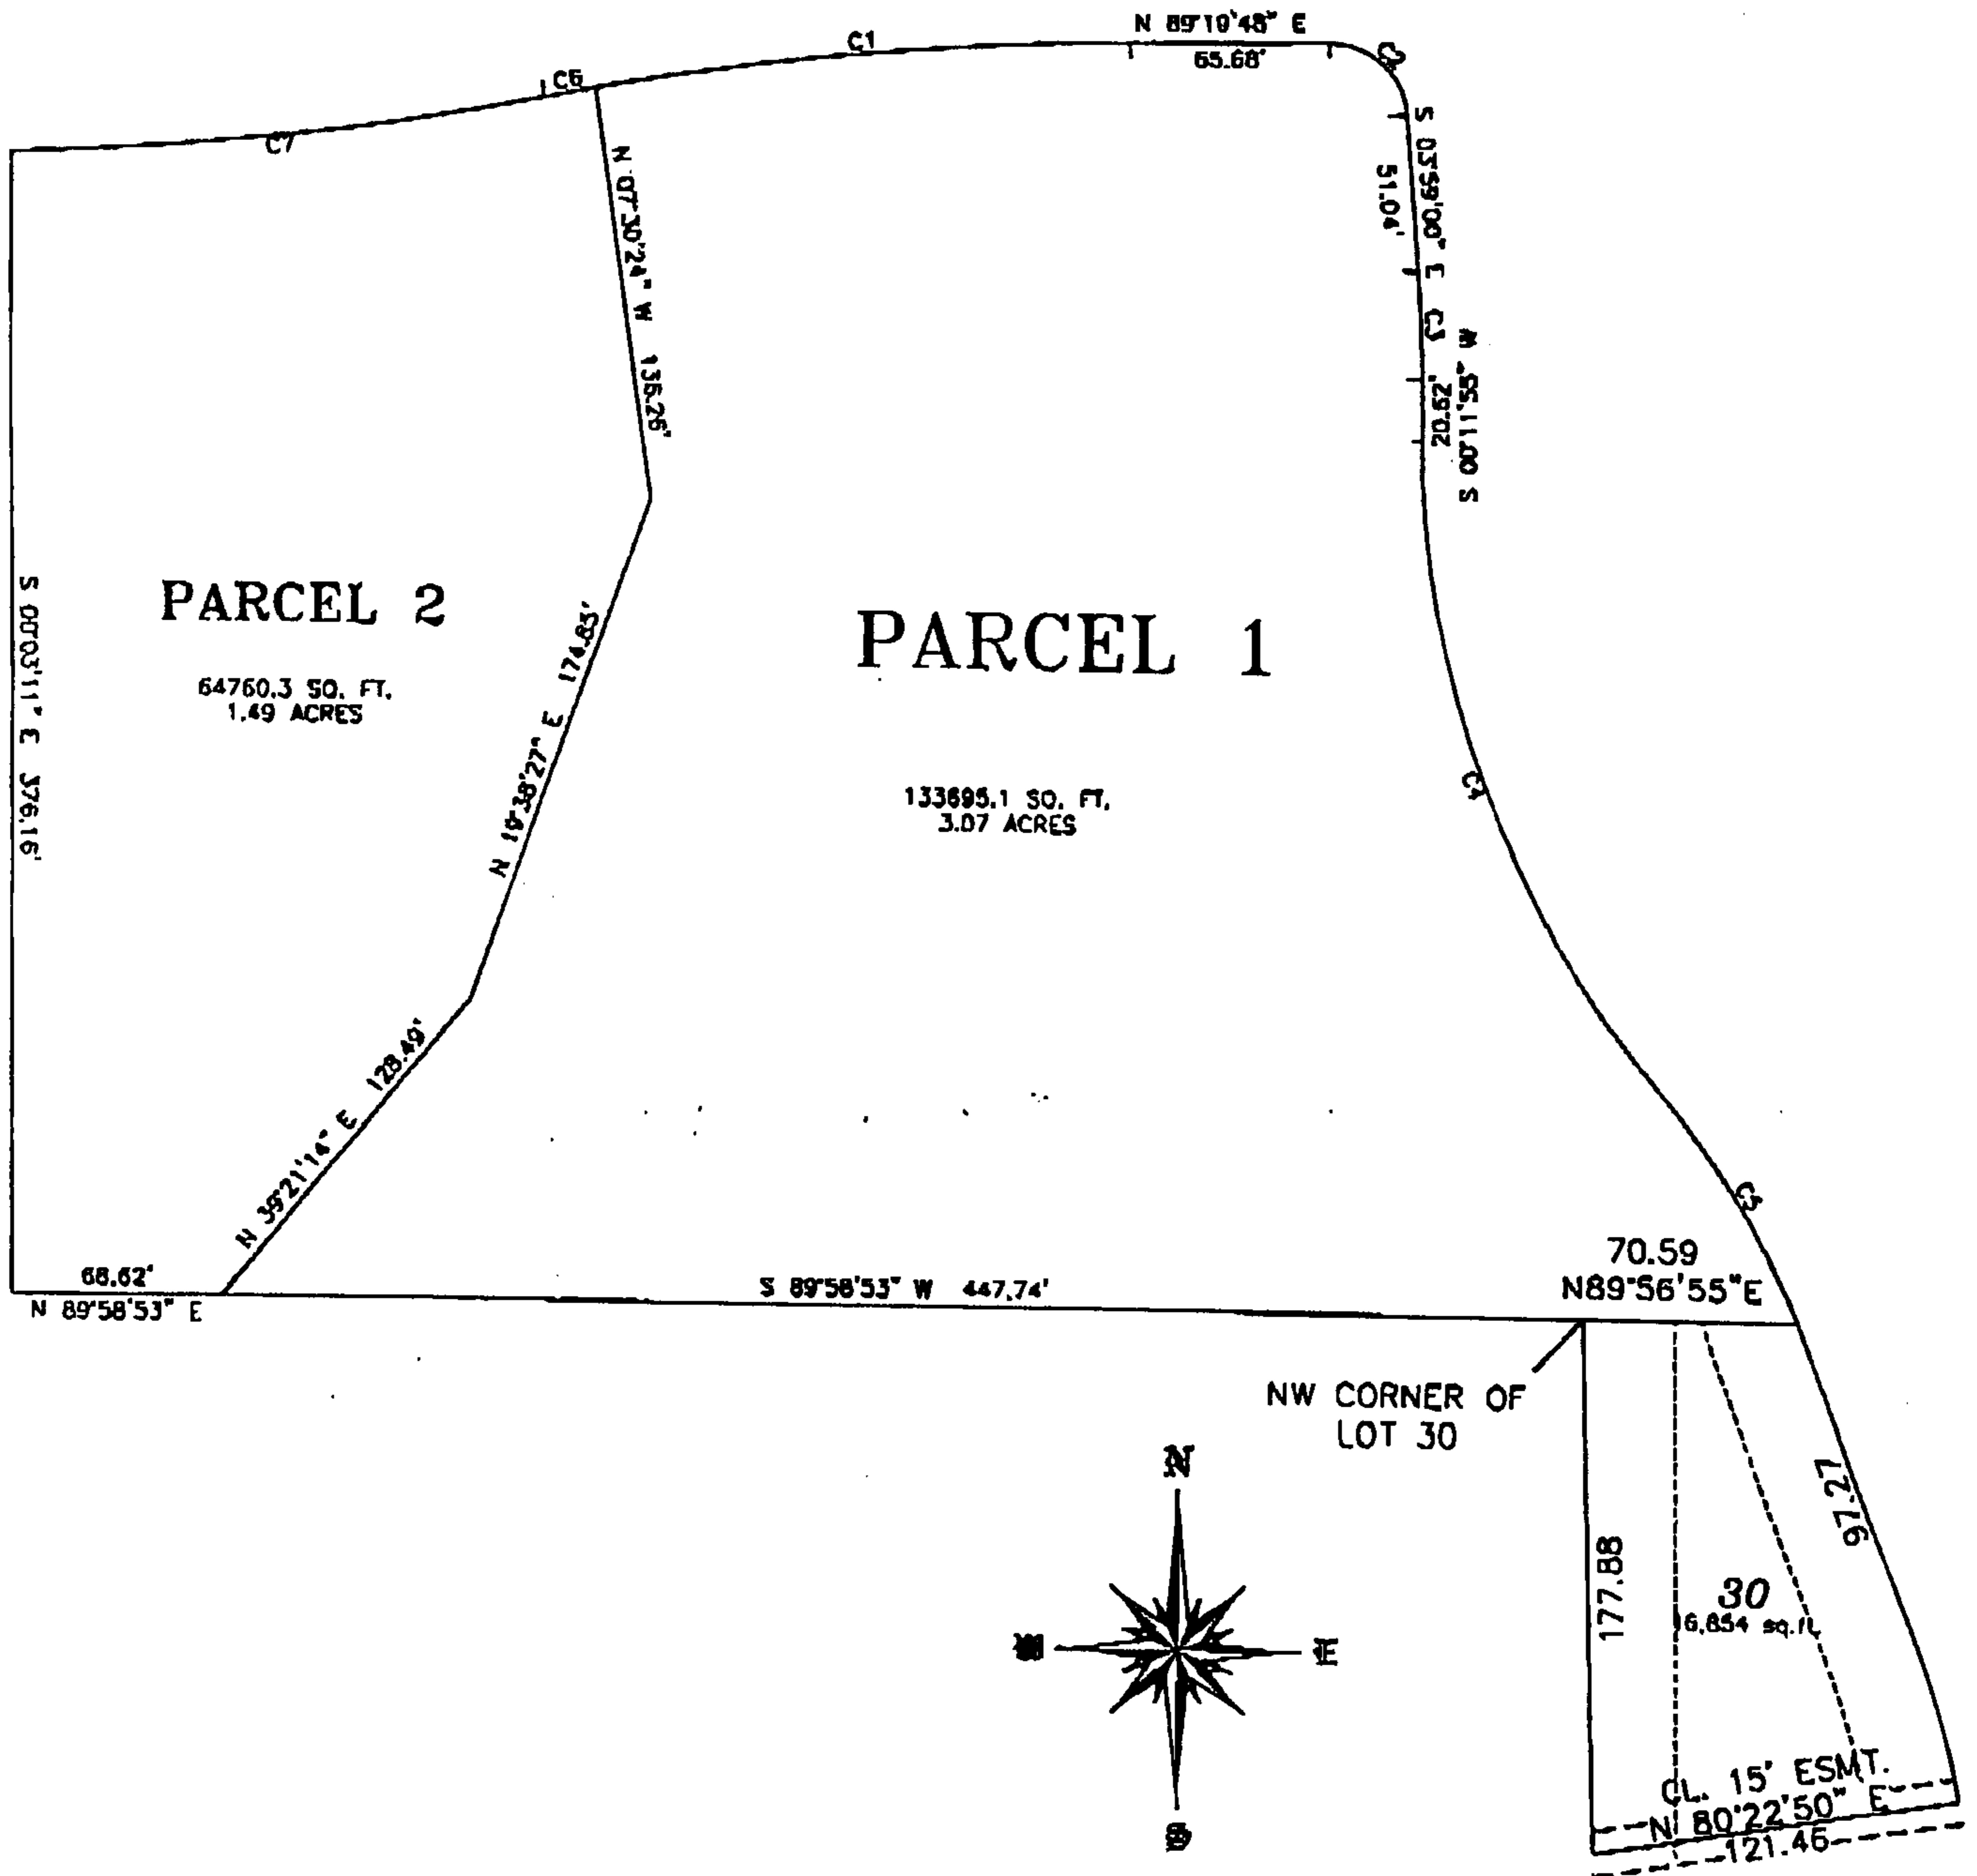 N 89°10'48" E
65.68'
C1
C2
C6
C7
S 03°59'00" E
51.04'
C3
20.62'
S 00°11'55" W
N 07°30'24" W 135.26'
PARCEL 2
64760.3 SQ. FT.
1.49 ACRES
S 00°03'11" E 376.16'
N 19°38'27" E 174.83'
PARCEL 1
133695.1 SQ. FT.
3.07 ACRES
C4
N 39°21'14" E 128.49'
C5
68.62'
N 89°58'53" E
S 89°58'53" W 447.74'
70.59
N89°56'55"E
NW CORNER OF
LOT 30
N
E
S
177.88
97.27
30
sq.ft.
CL. 15' ESMT.
N 80°22'50" E
121.46